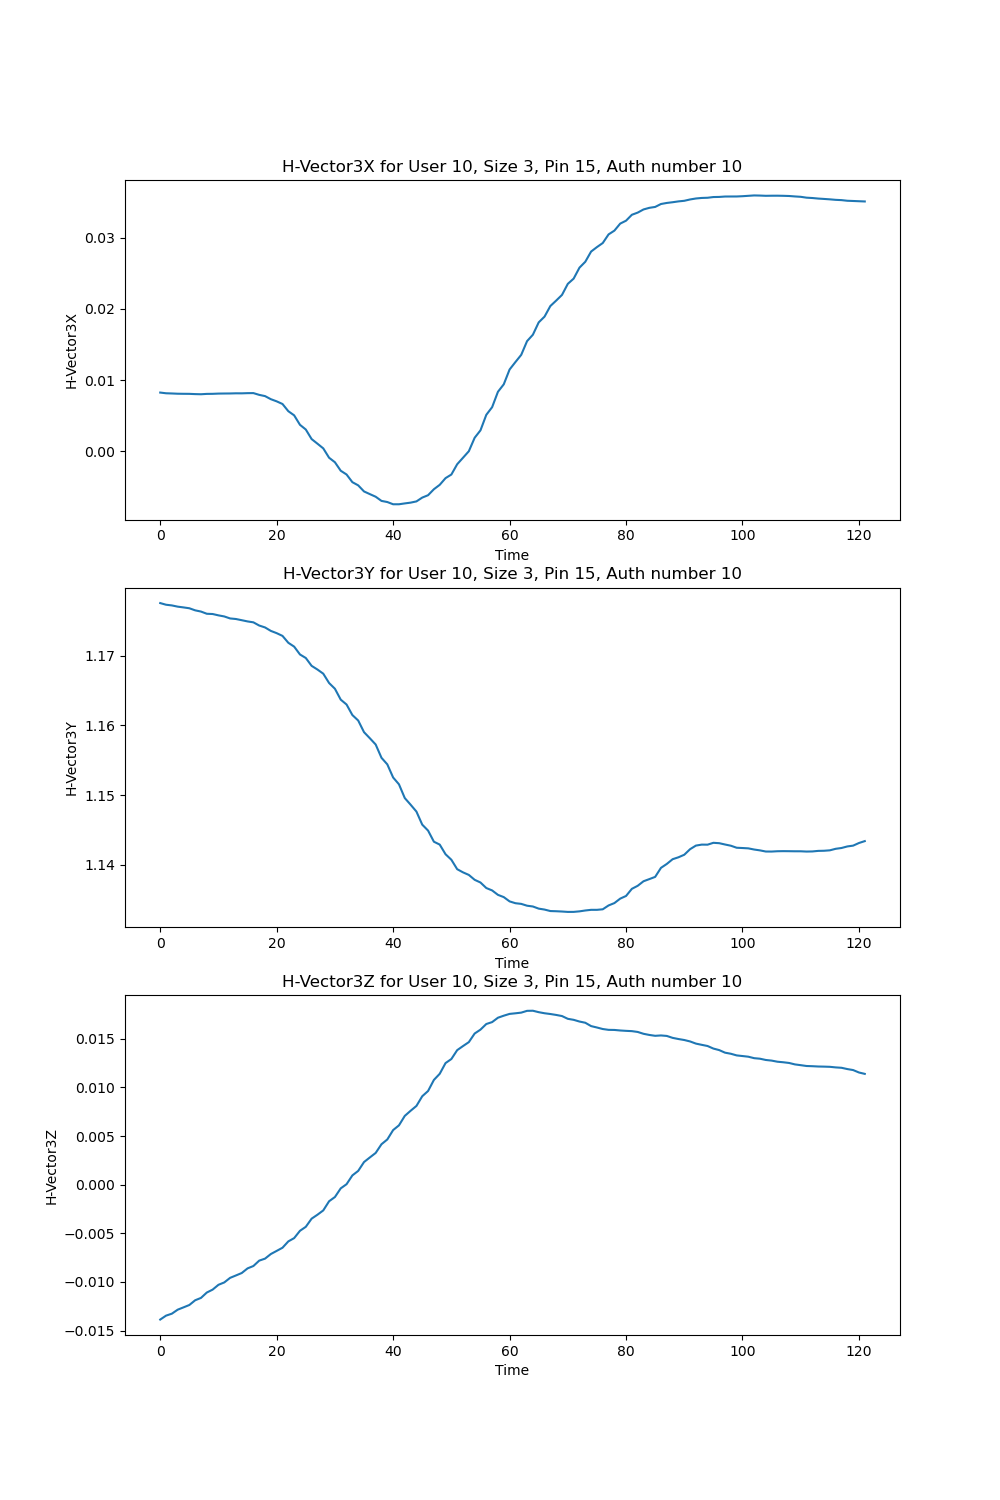 H-Vector3X for User 10, Size 3, Pin 15, Auth number 10
H-Vector3X
0.03
0.02
0.01
0.00
0 20 40 60 80 100 120
Time
H-Vector3Y for User 10, Size 3, Pin 15, Auth number 10
H-Vector3Y
1.17
1.16
1.15
1.14
0 20 40 60 80 100 120
Time
H-Vector3Z for User 10, Size 3, Pin 15, Auth number 10
H-Vector3Z
0.015
0.010
0.005
0.000
−0.005
−0.010
−0.015
0 20 40 60 80 100 120
Time